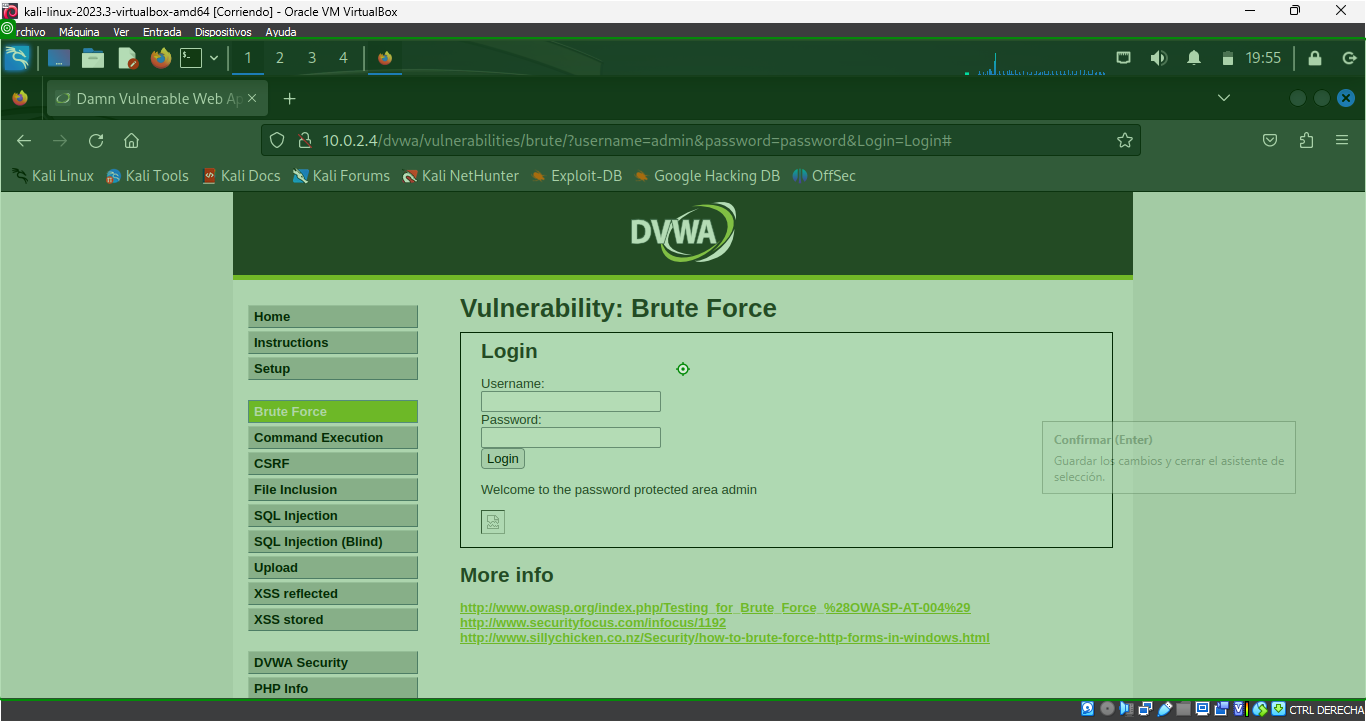 kali-linux-2023.3-virtualbox-amd64 [Corriendo] - Oracle VM VirtualBox
rchivo Máquina Ver Entrada Dispositivos Ayuda
1 2 3 4 19:55
Damn Vulnerable Web Ap
10.0.2.4/dvwa/vulnerabilities/brute/?username=admin&password=password&Login=Login#
Kali Linux Kali Tools Kali Docs Kali Forums Kali NetHunter Exploit-DB Google Hacking DB OffSec
DVWA
Home
Instructions
Setup
Brute Force
Command Execution
CSRF
File Inclusion
SQL Injection
SQL Injection (Blind)
Upload
XSS reflected
XSS stored
DVWA Security
PHP Info
Vulnerability: Brute Force
Login
Username:
Password:
Login
Welcome to the password protected area admin
More info
http://www.owasp.org/index.php/Testing_for_Brute_Force_%28OWASP-AT-004%29
http://www.securityfocus.com/infocus/1192
http://www.sillychicken.co.nz/Security/how-to-brute-force-http-forms-in-windows.html
Confirmar (Enter)
Guardar los cambios y cerrar el asistente de
selección.
CTRL DERECHA